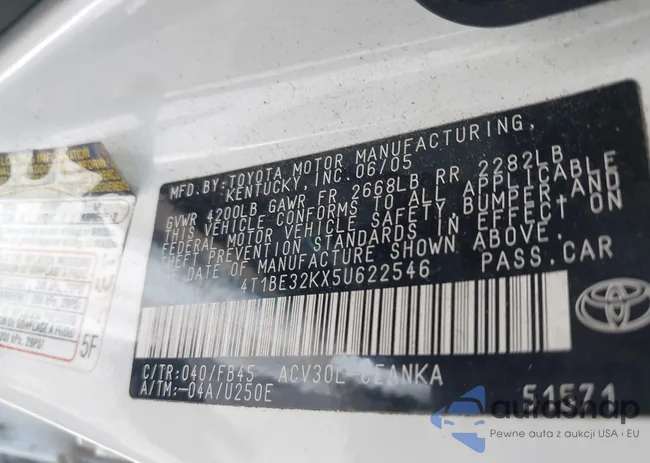 MFD.BY:TOYOTA MOTOR MANUFACTURING,
KENTUCKY, INC. 06/05
GVWR 4200LB GAWR FR 2668LB RR 2282LB
THIS VEHICLE CONFORMS TO ALL APPLICABLE
FEDERAL MOTOR VEHICLE SAFETY, BUMPER, AND
THEFT PREVENTION STANDARDS IN EFFECT ON
THE DATE OF MANUFACTURE SHOWN ABOVE.
4T1BE32KX5U622546 PASS.CAR
C/TR:040/FB45 ACV30L-CEANKA
A/TM:-04A/U250E 51571
5F
autoSnap
Pewne auta z aukcji USA i EU